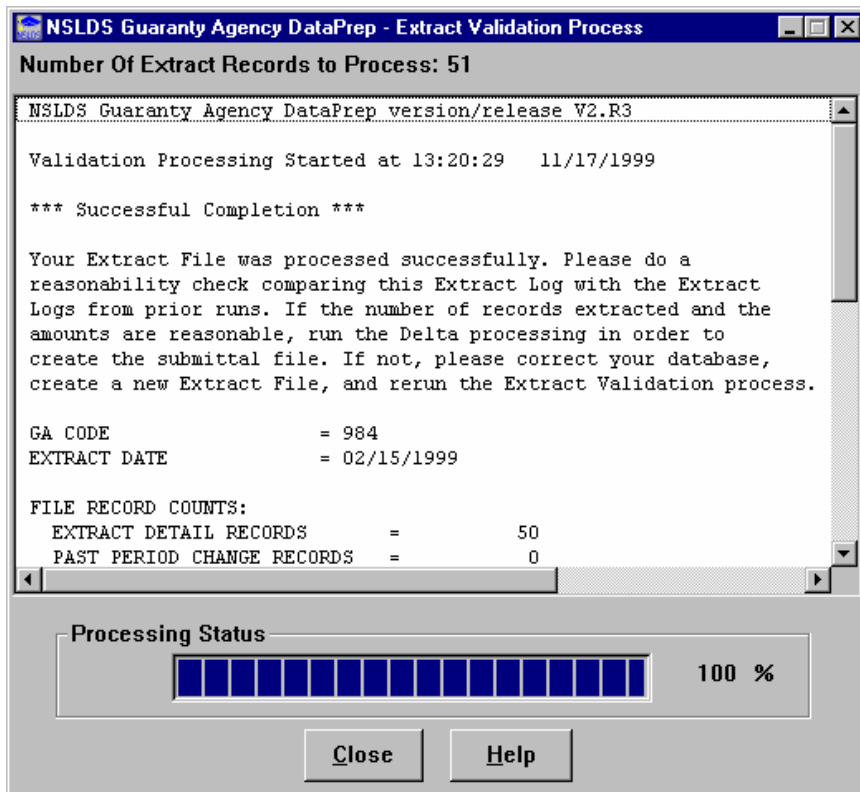 NSLDS Guaranty Agency DataPrep - Extract Validation Process
Number Of Extract Records to Process: 51
NSLDS Guaranty Agency DataPrep version/release V2.R3
Validation Processing Started at 13:20:29 11/17/1999
*** Successful Completion ***
Your Extract File was processed successfully. Please do a
reasonability check comparing this Extract Log with the Extract
Logs from prior runs. If the number of records extracted and the
amounts are reasonable, run the Delta processing in order to
create the submittal file. If not, please correct your database,
create a new Extract File, and rerun the Extract Validation process.
GA CODE = 984
EXTRACT DATE = 02/15/1999
FILE RECORD COUNTS:
EXTRACT DETAIL RECORDS = 50
PAST PERIOD CHANGE RECORDS = 0
Processing Status
100 %
Close Help